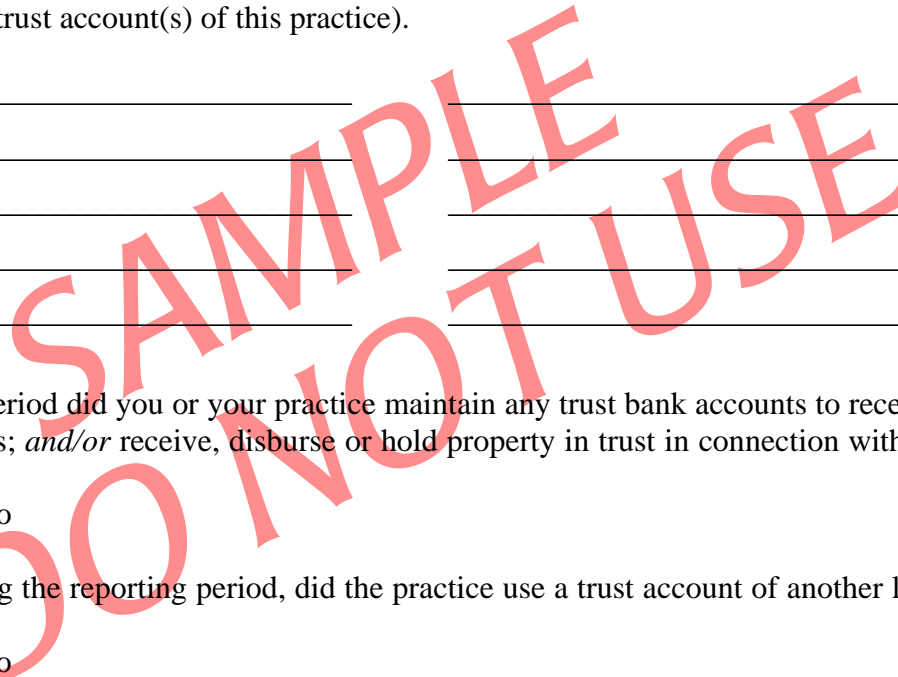 trust account(s) of this practice).
SAMPLE
DO NOT USE
eriod did you or your practice maintain any trust bank accounts to rece
s; and/or receive, disburse or hold property in trust in connection with
o
g the reporting period, did the practice use a trust account of another l
o